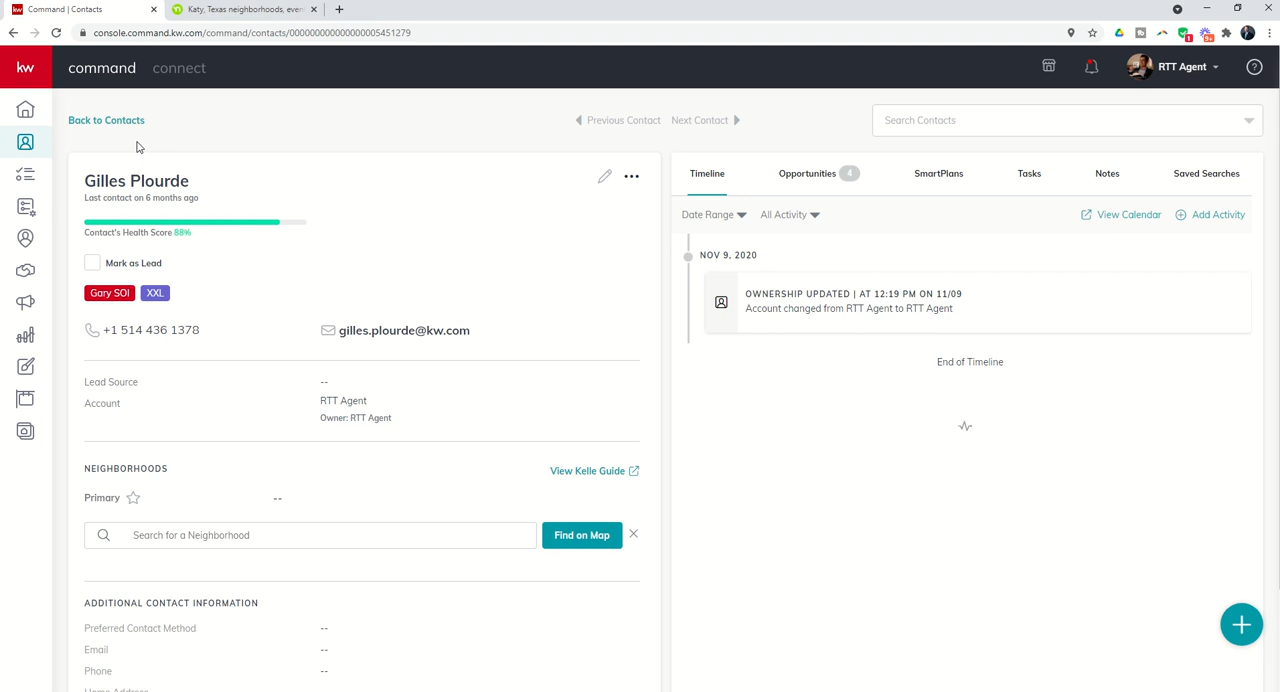 Command | Contacts
Katy, Texas neighborhoods, even
console.command.kw.com/command/contacts/000000000000000005451279
kw
command
connect
RTT Agent
Back to Contacts
Previous Contact
Next Contact
Search Contacts
Gilles Plourde
Last contact on 6 months ago
Contact's Health Score 88%
Mark as Lead
Gary SOI
XXL
+1 514 436 1378
gilles.plourde@kw.com
Lead Source
--
Account
RTT Agent
Owner: RTT Agent
NEIGHBORHOODS
View Kelle Guide
Primary
--
Search for a Neighborhood
Find on Map
ADDITIONAL CONTACT INFORMATION
Preferred Contact Method
--
Email
--
Phone
--
Home Address
Timeline
Opportunities 4
SmartPlans
Tasks
Notes
Saved Searches
Date Range
All Activity
View Calendar
Add Activity
NOV 9, 2020
OWNERSHIP UPDATED | AT 12:19 PM ON 11/09
Account changed from RTT Agent to RTT Agent
End of Timeline